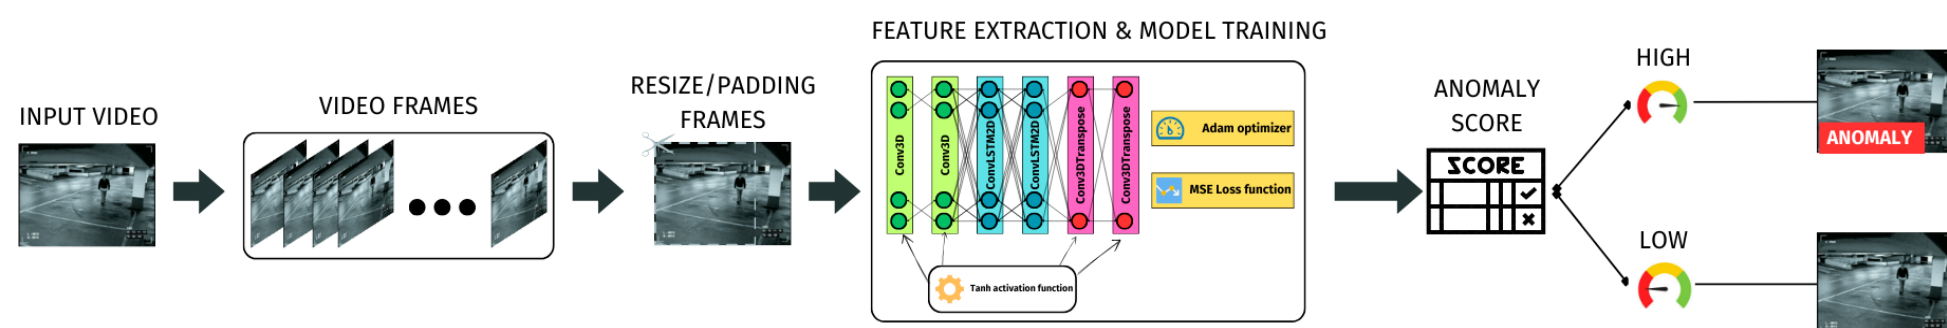 INPUT VIDEO
VIDEO FRAMES
RESIZE/PADDING
FRAMES
FEATURE EXTRACTION & MODEL TRAINING
Conv3D
Conv3D
ConvLSTM2D
ConvLSTM2D
Conv3DTranspose
Conv3DTranspose
Adam optimizer
MSE Loss function
Tanh activation function
ANOMALY
SCORE
SCORE
HIGH
ANOMALY
LOW